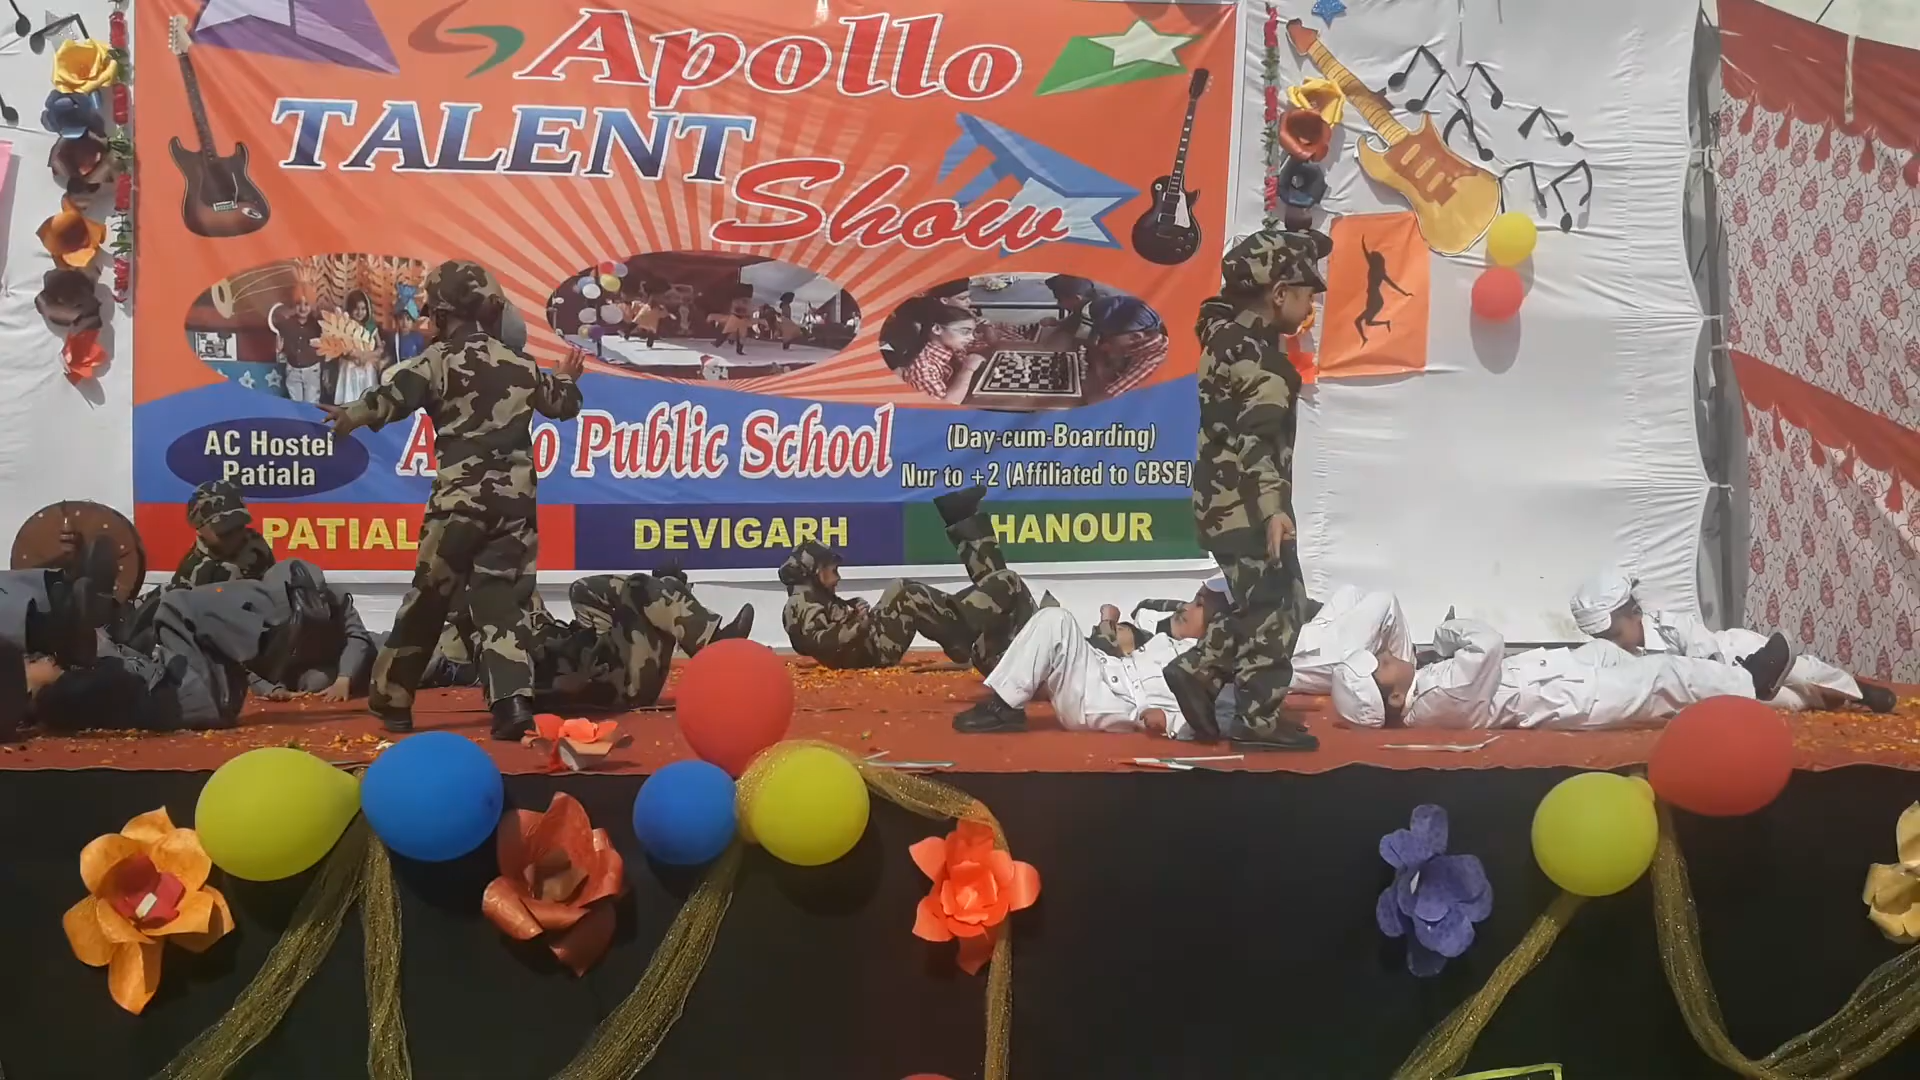 Apollo
TALENT
Show
AC Hostel
Patiala
Public School
(Day-cum-Boarding)
Nur to +2 (Affiliated to CBSE)
PATIAL
DEVIGARH
HANOUR